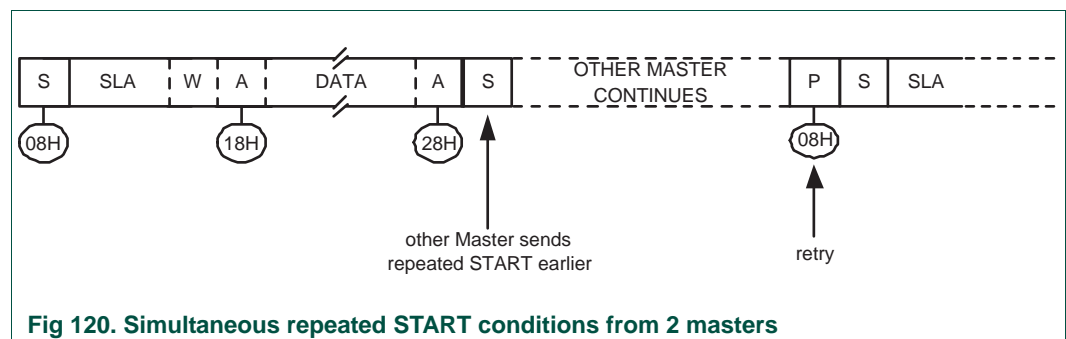 S SLA W A DATA A S OTHER MASTER CONTINUES P S SLA
08H 18H 28H 08H
other Master sends
repeated START earlier
retry
Fig 120. Simultaneous repeated START conditions from 2 masters